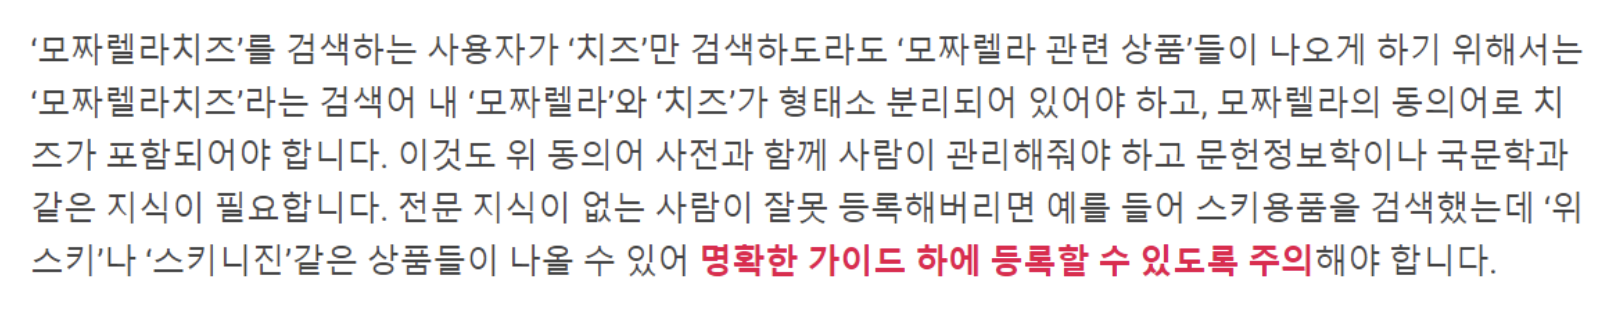 ‘모짜렐라치즈’를 검색하는 사용자가 ‘치즈’만 검색하도라도 ‘모짜렐라 관련 상품’들이 나오게 하기 위해서는
‘모짜렐라치즈’라는 검색어 내 ‘모짜렐라’와 ‘치즈’가 형태소 분리되어 있어야 하고, 모짜렐라의 동의어로 치
즈가 포함되어야 합니다. 이것도 위 동의어 사전과 함께 사람이 관리해줘야 하고 문헌정보학이나 국문학과
같은 지식이 필요합니다. 전문 지식이 없는 사람이 잘못 등록해버리면 예를 들어 스키용품을 검색했는데 ‘위
스키’나 ‘스키니진’같은 상품들이 나올 수 있어 명확한 가이드 하에 등록할 수 있도록 주의해야 합니다.